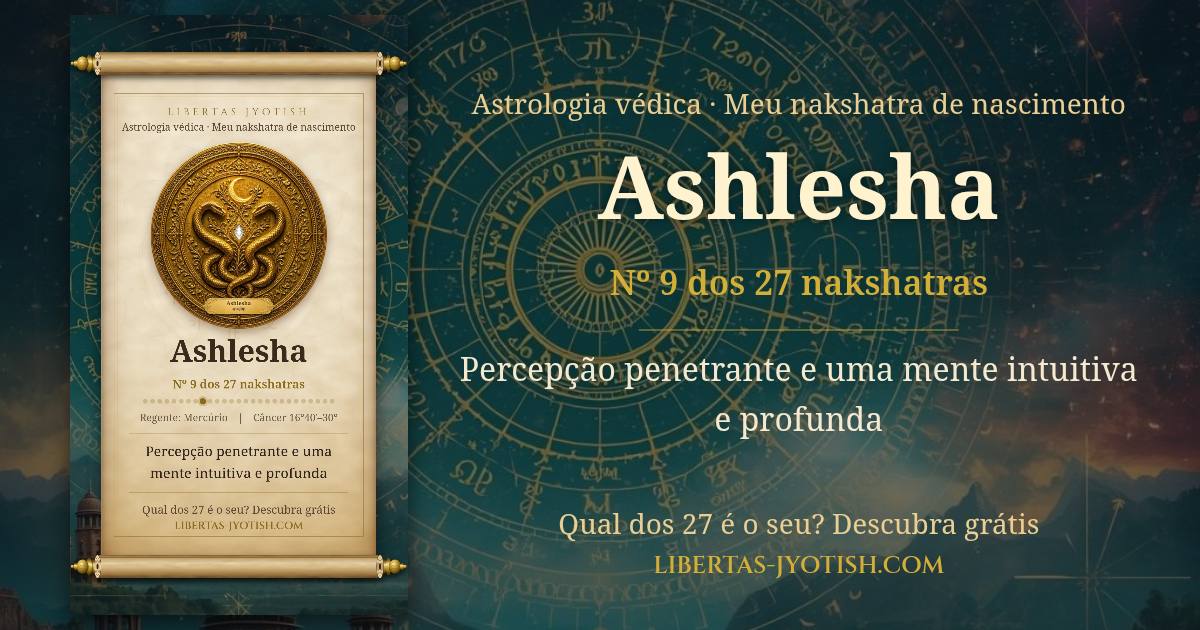 LIBERTAS JYOTISH
Astrologia védica · Meu nakshatra de nascimento
Ashlesha
Ashlesha
Nº 9 dos 27 nakshatras
Regente: Mercúrio | Câncer 16°40'–30°
Percepção penetrante e uma
mente intuitiva e profunda
Qual dos 27 é o seu? Descubra grátis
LIBERTAS-JYOTISH.COM
Astrologia védica · Meu nakshatra de nascimento
Ashlesha
Nº 9 dos 27 nakshatras
Percepção penetrante e uma mente intuitiva
e profunda
Qual dos 27 é o seu? Descubra grátis
LIBERTAS-JYOTISH.COM